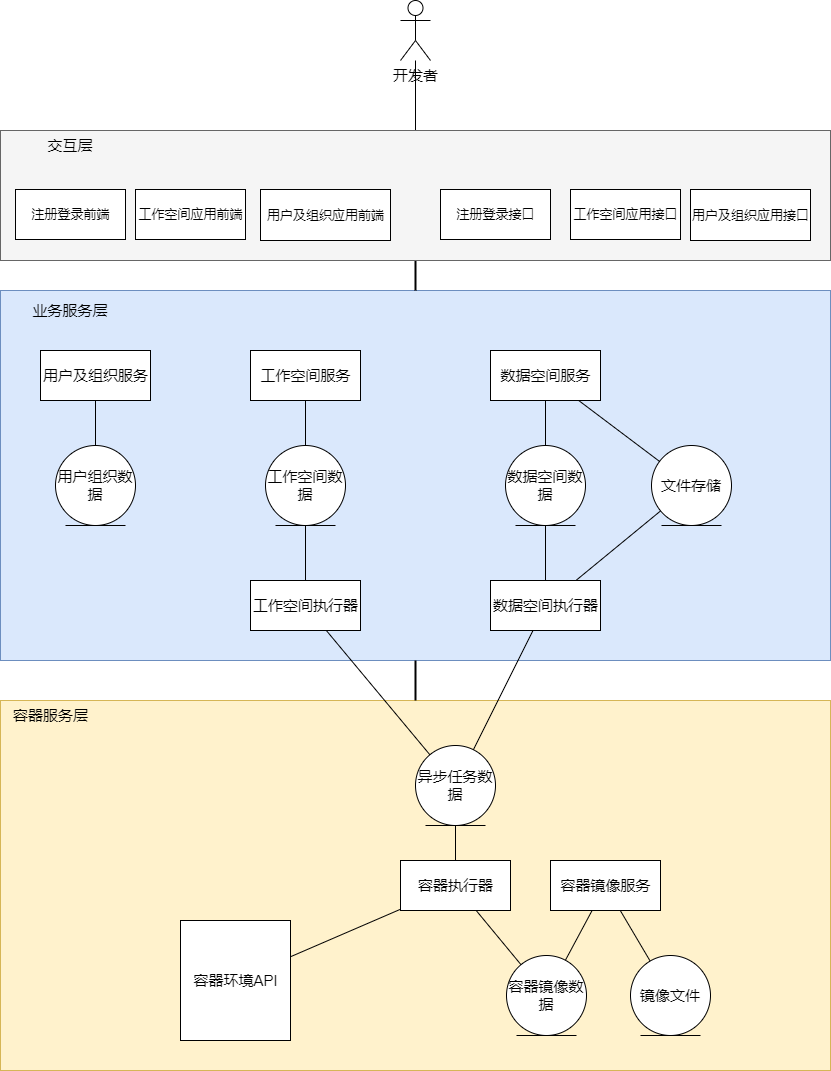 开发者
交互层
注册登录前端
工作空间应用前端
用户及组织应用前端
注册登录接口
工作空间应用接口
用户及组织应用接口
业务服务层
用户及组织服务
工作空间服务
数据空间服务
用户组织数
据
工作空间数
据
数据空间数
据
文件存储
工作空间执行器
数据空间执行器
容器服务层
异步任务数
据
容器执行器
容器镜像服务
容器环境API
容器镜像数
据
镜像文件